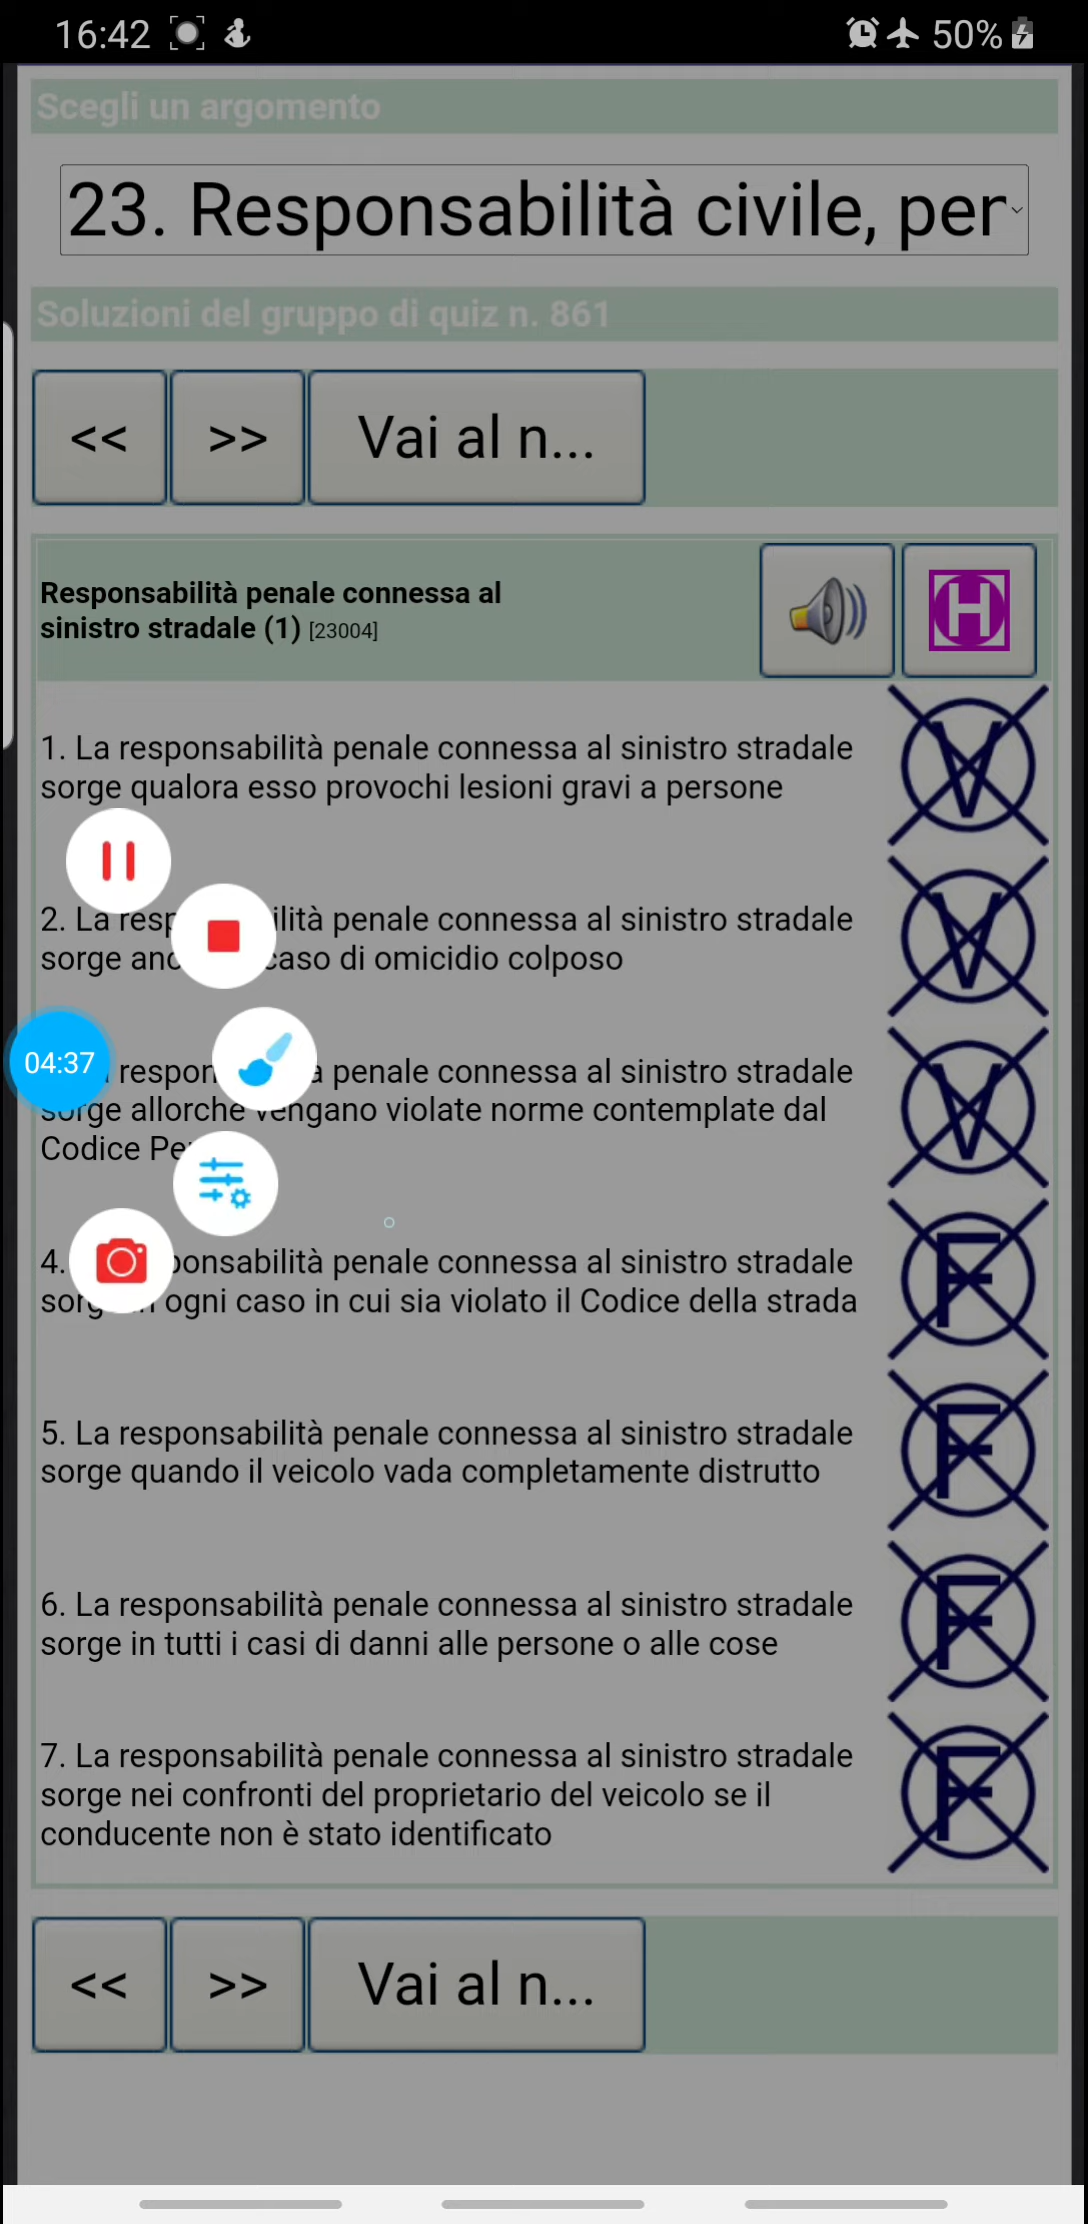 16:42 50%
Scegli un argomento
23. Responsabilità civile, per
Soluzioni del gruppo di quiz n. 861
<< >> Vai al n...
Responsabilità penale connessa al
sinistro stradale (1) [23004]
H
1. La responsabilità penale connessa al sinistro stradale
sorge qualora esso provochi lesioni gravi a persone
V
2. La resp ilità penale connessa al sinistro stradale
sorge anc caso di omicidio colposo
V
04:37
respon a penale connessa al sinistro stradale
sorge allorche vengano violate norme contemplate dal
Codice Pe
V
4. ponsabilità penale connessa al sinistro stradale
sorg n ogni caso in cui sia violato il Codice della strada
F
5. La responsabilità penale connessa al sinistro stradale
sorge quando il veicolo vada completamente distrutto
F
6. La responsabilità penale connessa al sinistro stradale
sorge in tutti i casi di danni alle persone o alle cose
F
7. La responsabilità penale connessa al sinistro stradale
sorge nei confronti del proprietario del veicolo se il
conducente non è stato identificato
F
<< >> Vai al n...